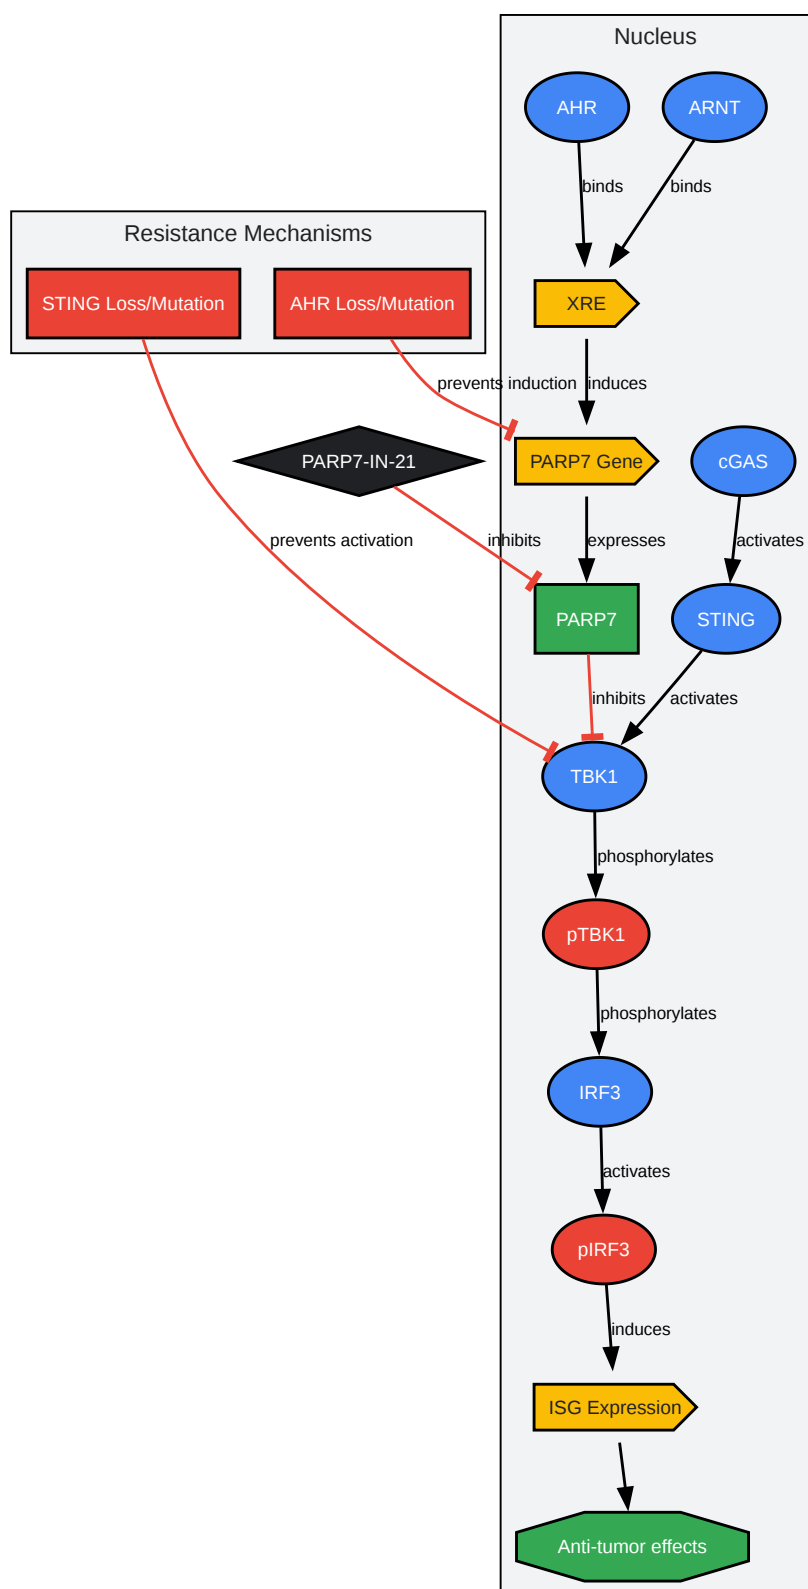 Nucleus
AHR
ARNT
binds
binds
Resistance Mechanisms
STING Loss/Mutation
AHR Loss/Mutation
XRE
prevents induction
induces
PARP7-IN-21
PARP7 Gene
cGAS
prevents activation
inhibits
expresses
activates
PARP7
STING
inhibits
activates
TBK1
phosphorylates
pTBK1
phosphorylates
IRF3
activates
pIRF3
induces
ISG Expression
Anti-tumor effects